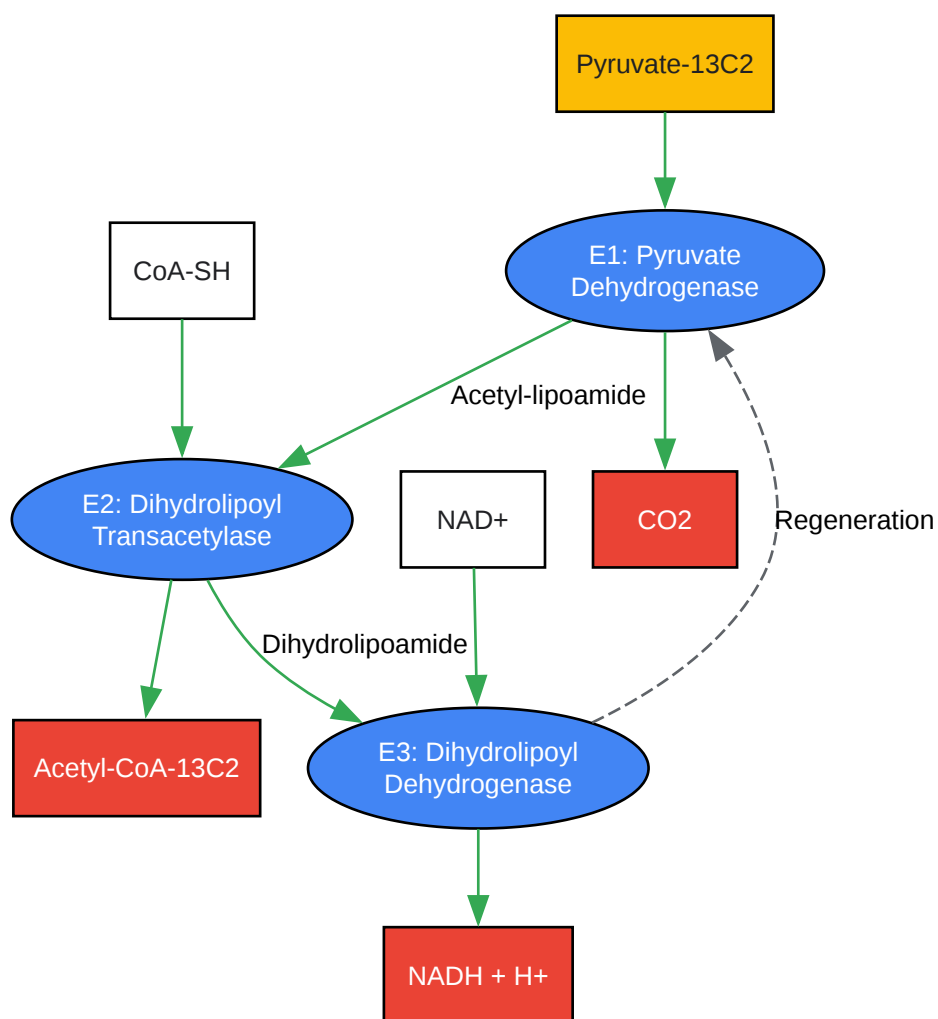 Pyruvate-13C2
CoA-SH
E1: Pyruvate
Dehydrogenase
Acetyl-lipoamide
E2: Dihydrolipoyl
Transacetylase
NAD+
CO2
Regeneration
Dihydrolipoamide
Acetyl-CoA-13C2
E3: Dihydrolipoyl
Dehydrogenase
NADH + H+